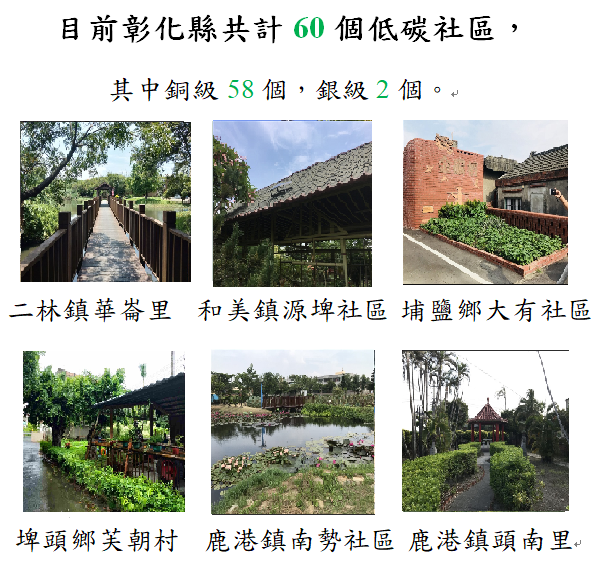 目前彰化縣共計 60 個低碳社區，
其中銅級 58 個，銀級 2 個。
二林鎮華崙里
和美鎮源埤社區
埔鹽鄉大有社區
埤頭鄉芙朝村
鹿港鎮南勢社區
鹿港鎮頭南里